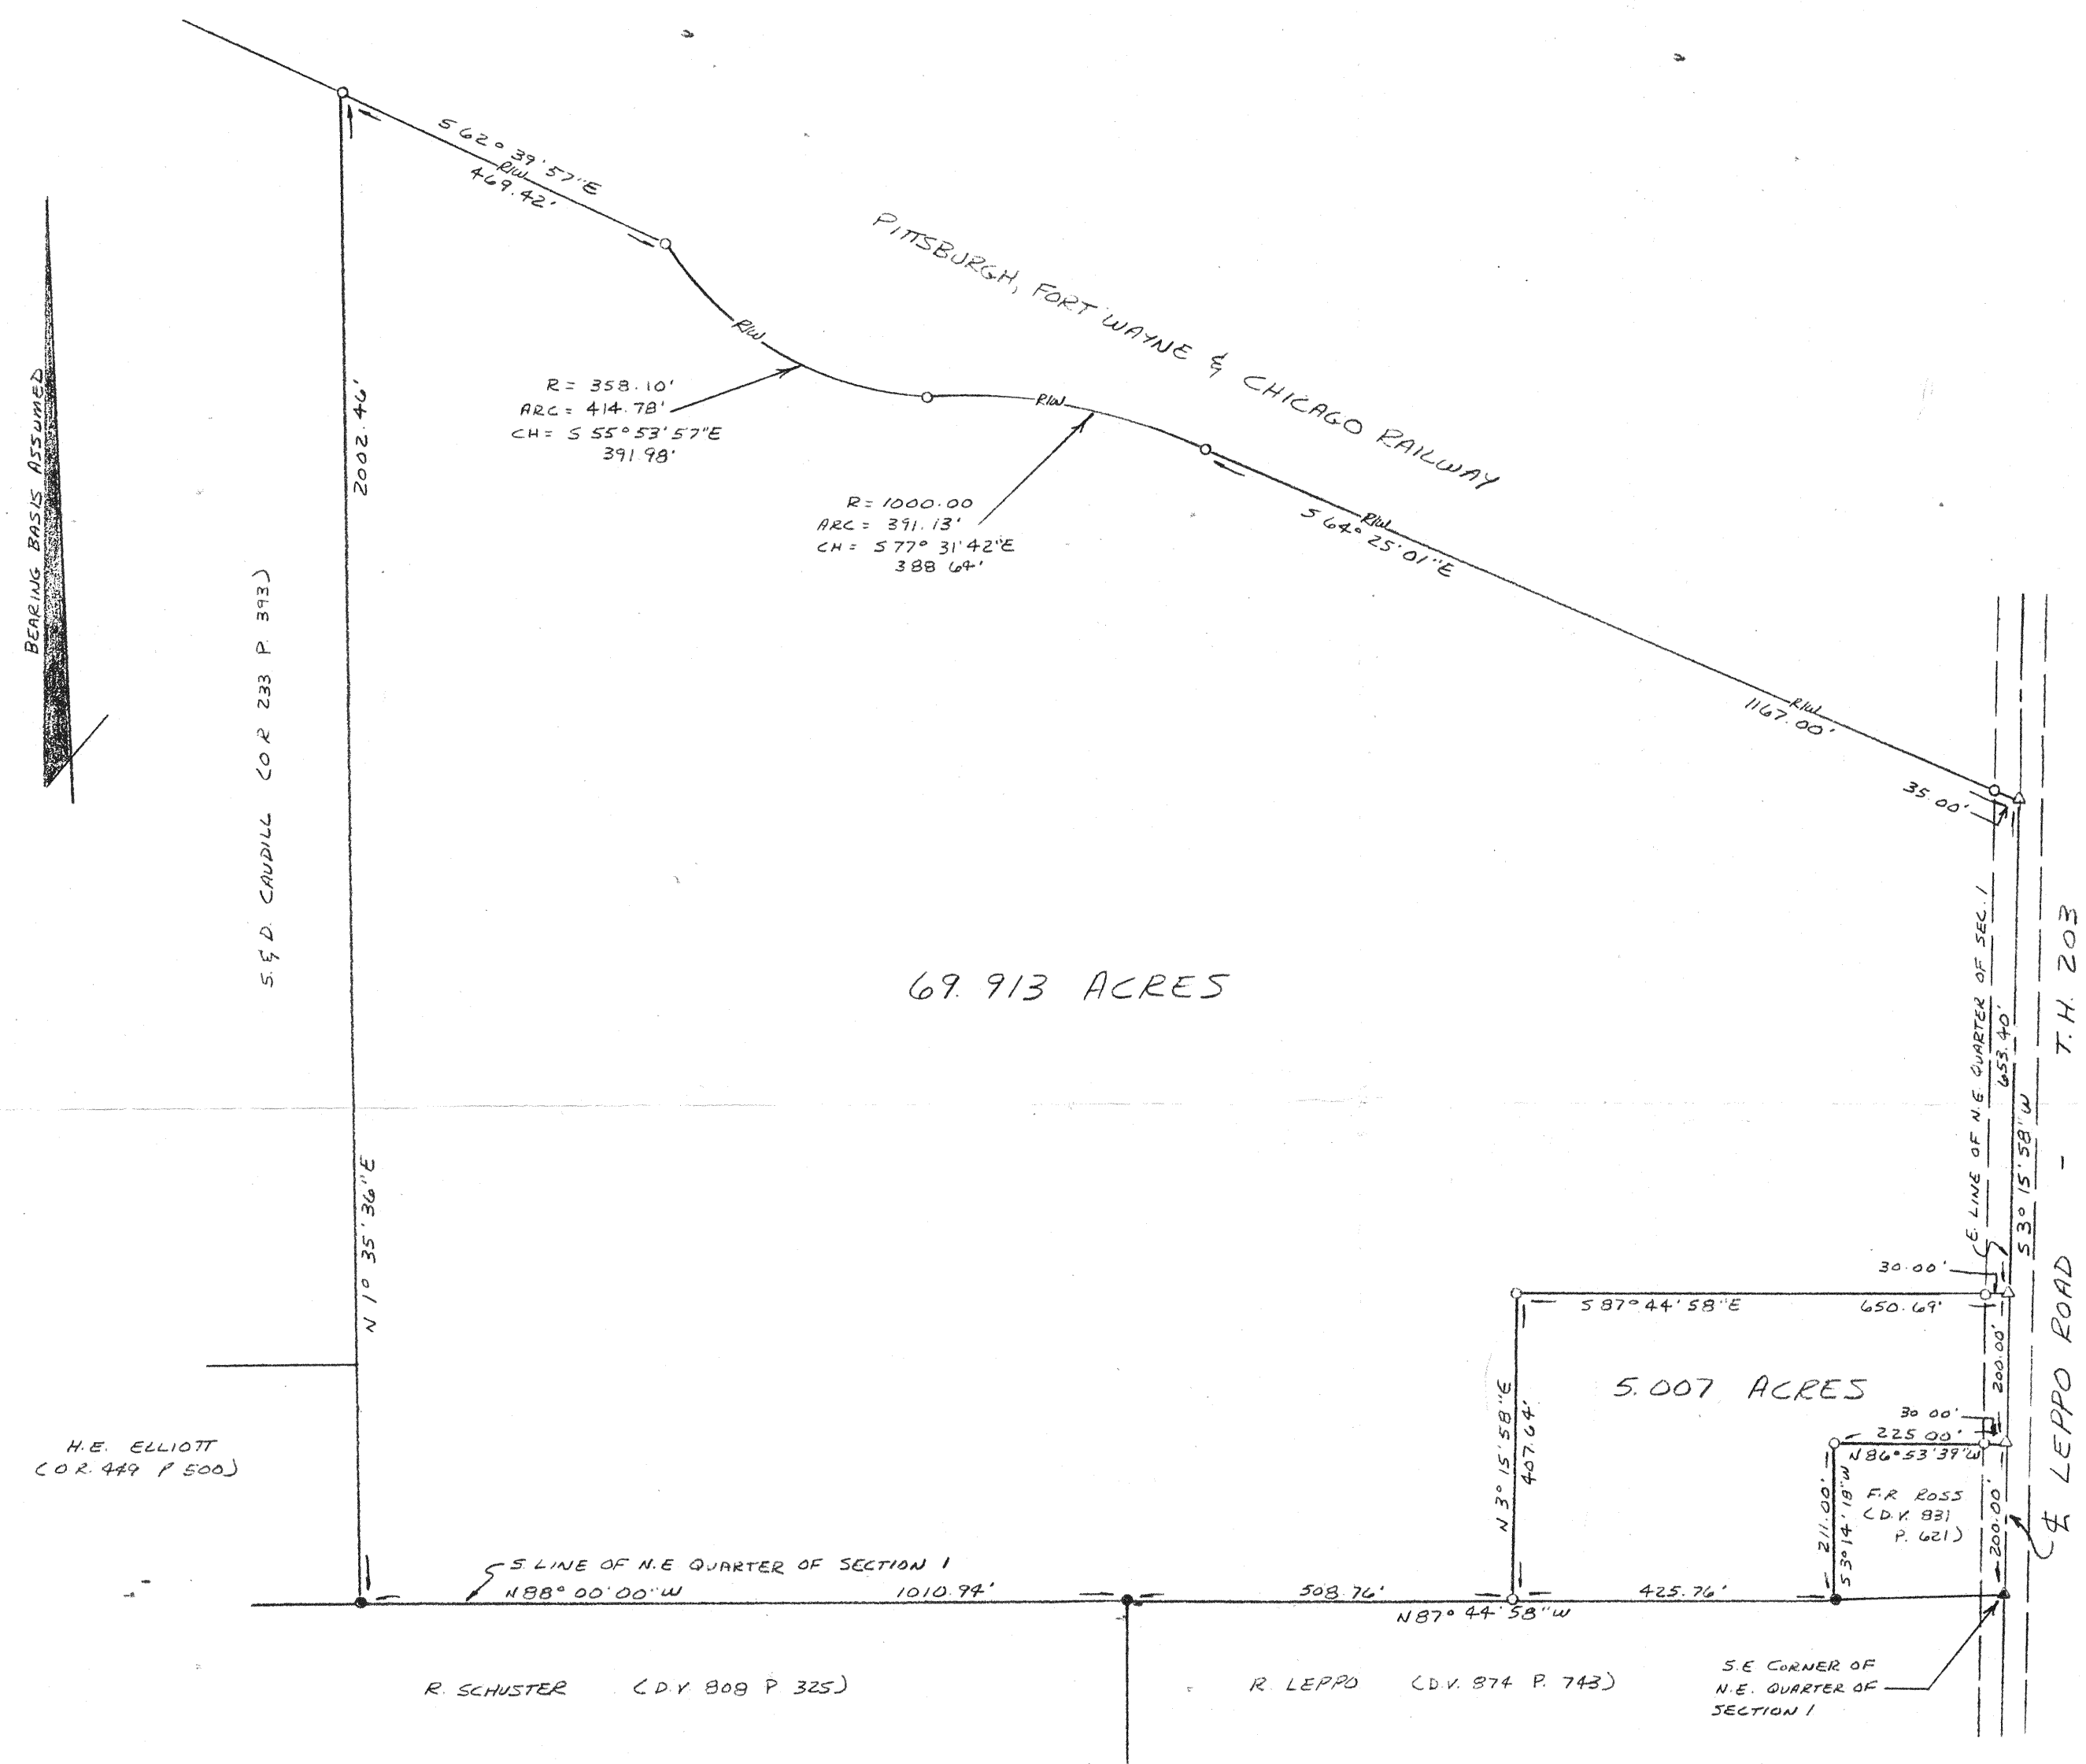 BEARING BASIS ASSUMED
S 62° 39' 57" E
R/W
469.42'
PITTSBURGH, FORT WAYNE & CHICAGO RAILWAY
R/W
R = 358.10'
ARC = 414.78'
CH = S 55° 53' 57" E
391.98'
R/W
R = 1000.00
ARC = 391.13'
CH = S 77° 31' 42" E
388 64'
R/W
S 64° 25' 01" E
R/W
1167.00'
35.00'
2002.46'
N 1° 35' 36" E
S. & D. CAUDILL (O R 233 P. 393)
69.913 ACRES
E. LINE OF N.E. QUARTER OF SEC. 1
653.40'
S 3° 15' 58" W
T.H. 203
-
℄ LEPPO ROAD
30.00'
S 87° 44' 58" E
650.69'
200.00'
5.007 ACRES
N 3° 15' 58" E
407.64'
30 00'
225 00'
N 86° 53' 39" W
211.00'
S 3° 14' 18" W
F.R ROSS
(D.V. 831
P. 621)
200.00'
H.E. ELLIOTT
(O R. 449 P 500)
S. LINE OF N.E QUARTER OF SECTION 1
N 88° 00' 00" W
1010.94'
508.76'
425.76'
N 87° 44' 58" W
R. SCHUSTER (D.V 808 P 325)
R. LEPPO (D.V. 874 P. 743)
S.E CORNER OF
N.E. QUARTER OF
SECTION 1